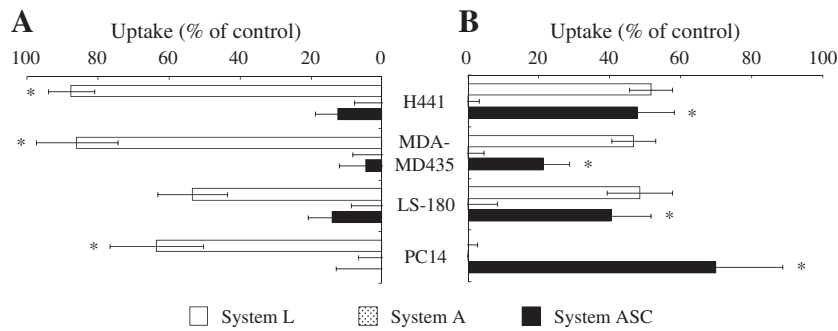 A
B
Uptake (% of control)
Uptake (% of control)
100 80 60 40 20 0
0 20 40 60 80 100
* H441 *
* MDA-
MD435 *
LS-180 *
* PC14 *
System L System A System ASC